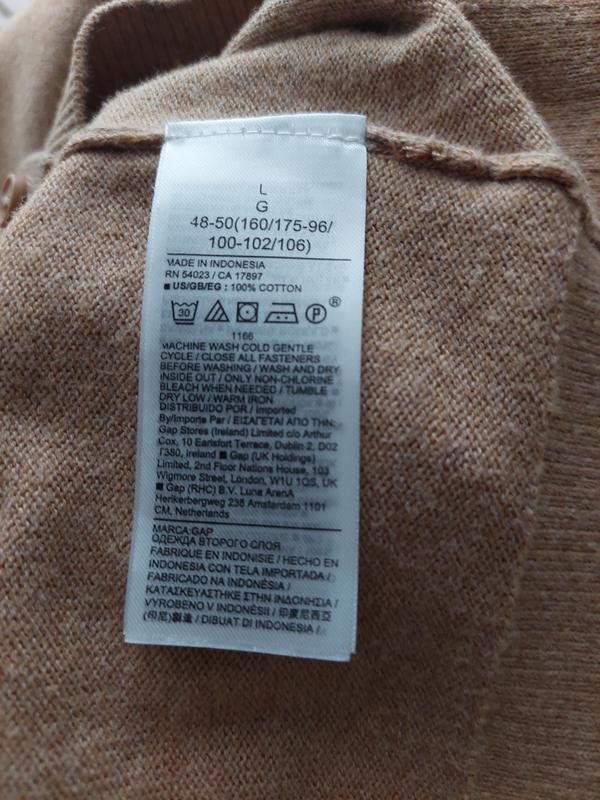 L
G
48-50(160/175-96/
100-102/106)
MADE IN INDONESIA
RN 54023 / CA 17897
■ US/GB/EG : 100% COTTON
30 P ®
1166
MACHINE WASH COLD GENTLE
CYCLE / CLOSE ALL FASTENERS
BEFORE WASHING / WASH AND DRY
INSIDE OUT / ONLY NON-CHLORINE
BLEACH WHEN NEEDED / TUMBLE
DRY LOW / WARM IRON
DISTRIBUIDO POR / Imported
By/Importe Par / ΕΙΣΑΓΕΤΑΙ ΑΠΟ ΤΗΝ:
Gap Stores (Ireland) Limited c/o Arthur
Cox, 10 Earlsfort Terrace, Dublin 2, D02
T380, Ireland ■ Gap (UK Holdings)
Limited, 2nd Floor Nations House, 103
Wigmore Street, London, W1U 1QS, UK
■ Gap (RHC) B.V. Luna ArenA
Herikerbergweg 238 Amsterdam 1101
CM, Netherlands
MARCA:GAP
ОДЕЖДА ВТОРОГО СЛОЯ
FABRIQUE EN INDONISIE / HECHO EN
INDONESIA CON TELA IMPORTADA /
FABRICADO NA INDONÉSIA /
ΚΑΤΑΣΚΕΥΑΣΤΗΚΕ ΣΤΗΝ ΙΝΔΟΝΗΣΙΑ /
VYROBENO V INDONÉSII / 印度尼西亞
(印尼)製造 / DIBUAT DI INDONESIA /